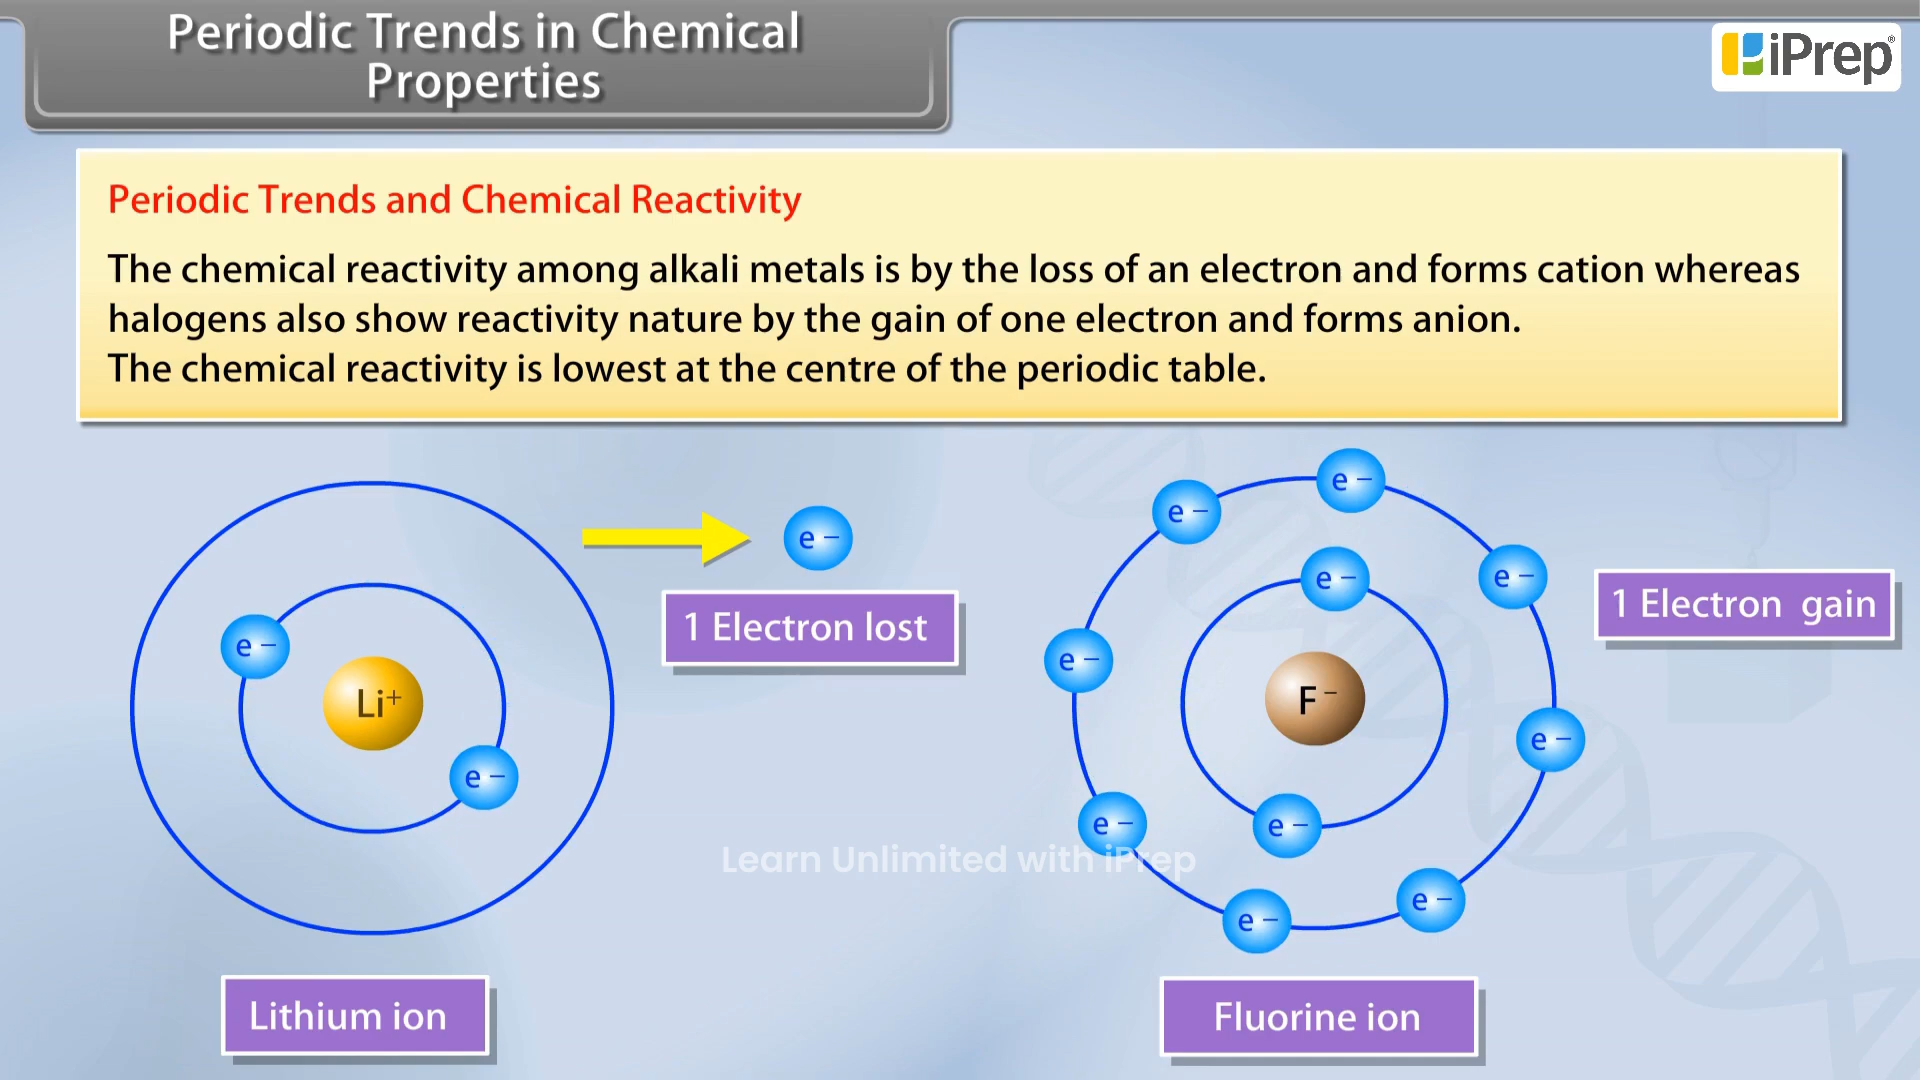 Periodic Trends in Chemical
Properties
iPrep®
Periodic Trends and Chemical Reactivity
The chemical reactivity among alkali metals is by the loss of an electron and forms cation whereas
halogens also show reactivity nature by the gain of one electron and forms anion.
The chemical reactivity is lowest at the centre of the periodic table.
e −
e −
Li⁺
e −
1 Electron lost
e −
e −
e −
e −
e −
F⁻
e −
e −
e −
e −
e −
1 Electron  gain
Learn Unlimited with iPrep
Lithium ion
Fluorine ion